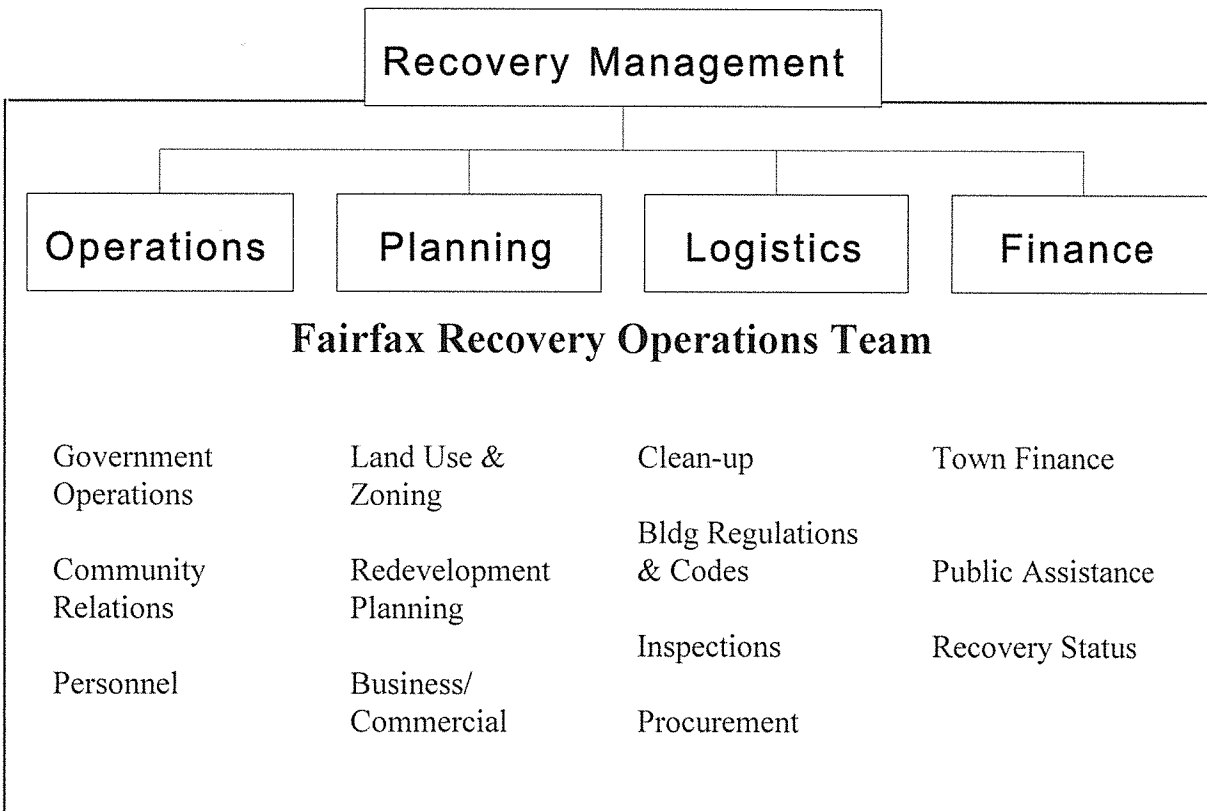 Recovery Management
Operations
Planning
Logistics
Finance
Fairfax Recovery Operations Team
Government
Operations
Community
Relations
Personnel
Land Use &
Zoning
Redevelopment
Planning
Business/
Commercial
Clean-up
Bldg Regulations
& Codes
Inspections
Procurement
Town Finance
Public Assistance
Recovery Status